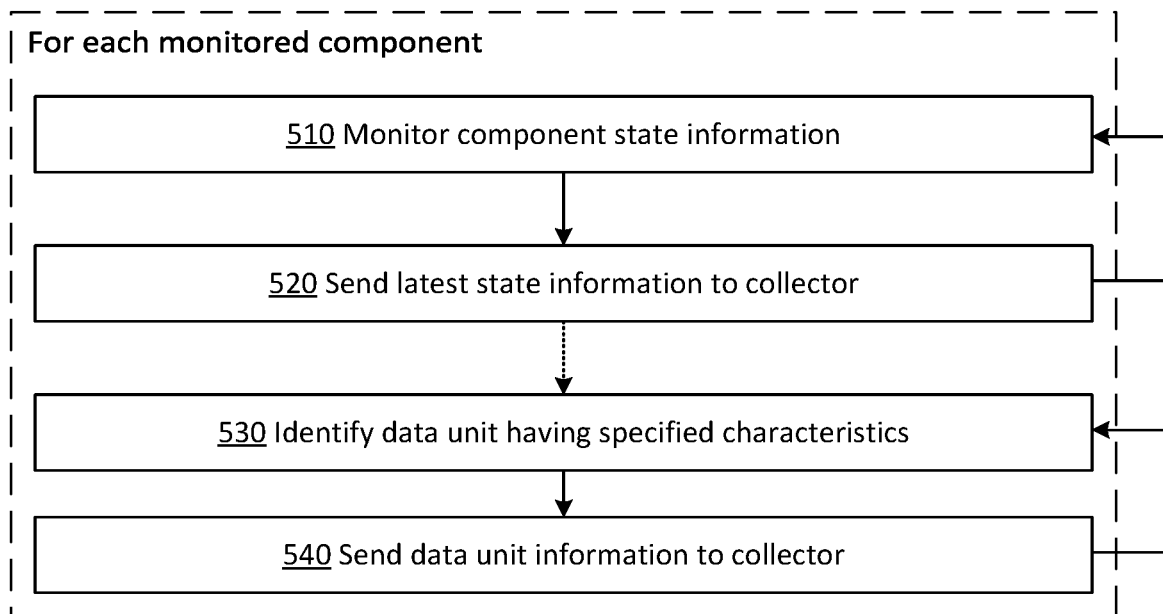 For each monitored component
510 Monitor component state information
520 Send latest state information to collector
530 Identify data unit having specified characteristics
540 Send data unit information to collector